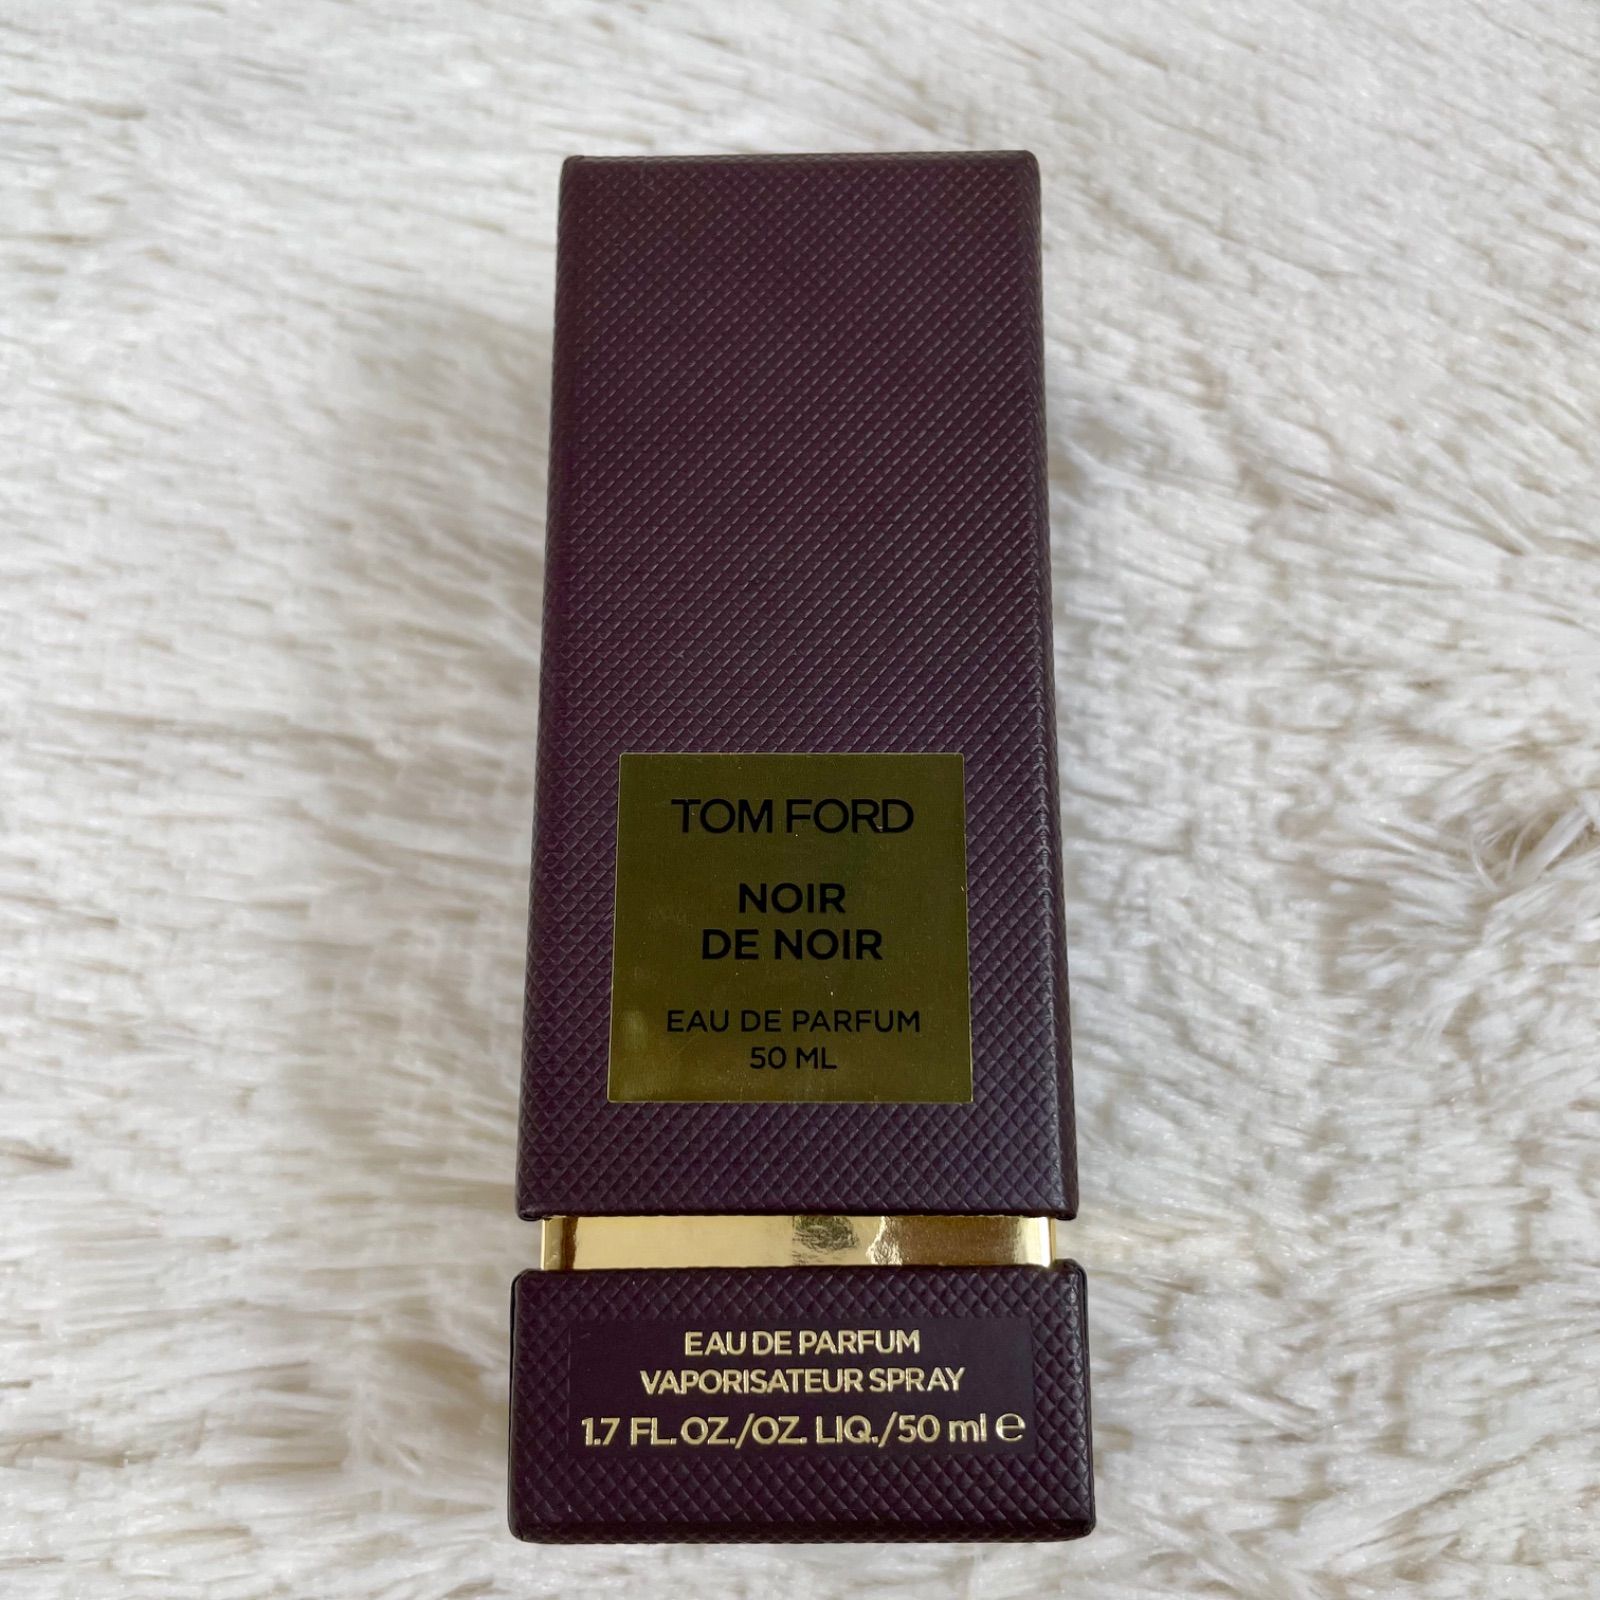 TOM FORD
NOIR
DE NOIR
EAU DE PARFUM
50 ML
EAU DE PARFUM
VAPORISATEUR SPRAY
1.7 FL.OZ./OZ. LIQ./50 ml ℮